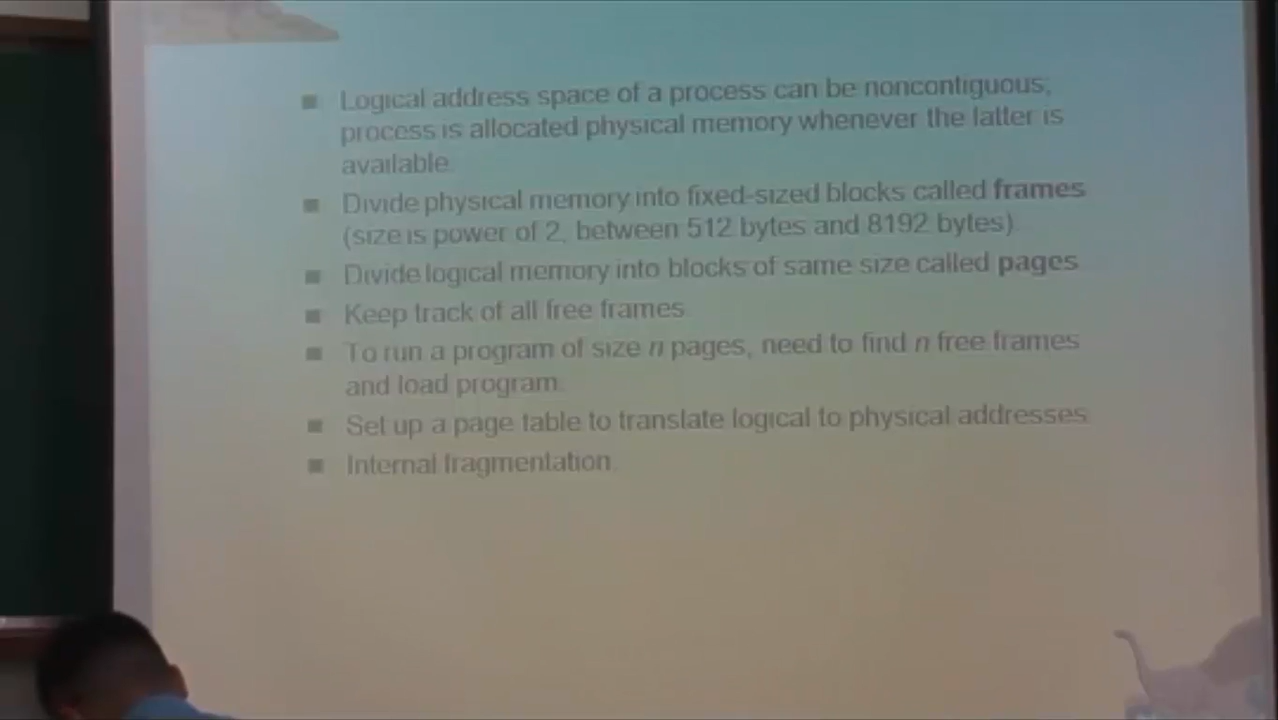 Logical address space of a process can be noncontiguous;
process is allocated physical memory whenever the latter is
available.
Divide physical memory into fixed-sized blocks called frames
(size is power of 2, between 512 bytes and 8192 bytes).
Divide logical memory into blocks of same size called pages
Keep track of all free frames
To run a program of size n pages, need to find n free frames
and load program.
Set up a page table to translate logical to physical addresses
Internal fragmentation.